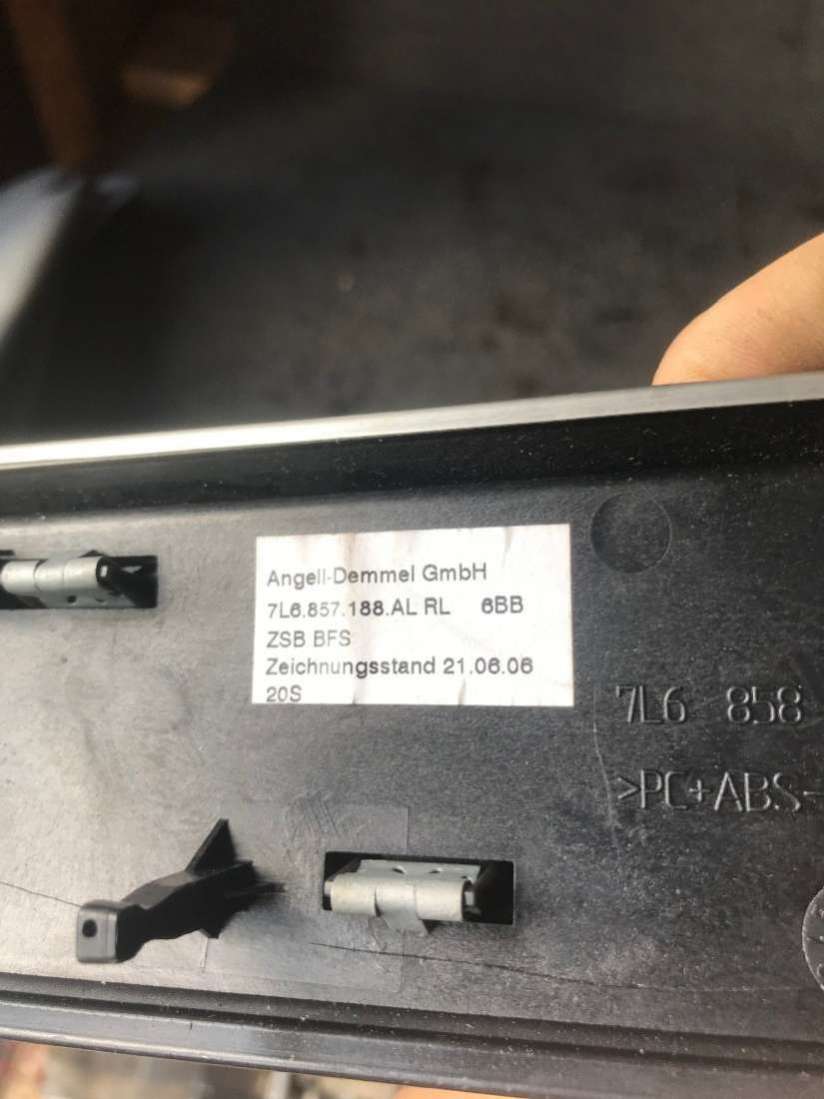 Angell-Demmel GmbH
7L6.857.188.AL RL 6BB
ZSB BFS
Zeichnungsstand 21.06.06
20S
7L6 858
>PC+ABS-